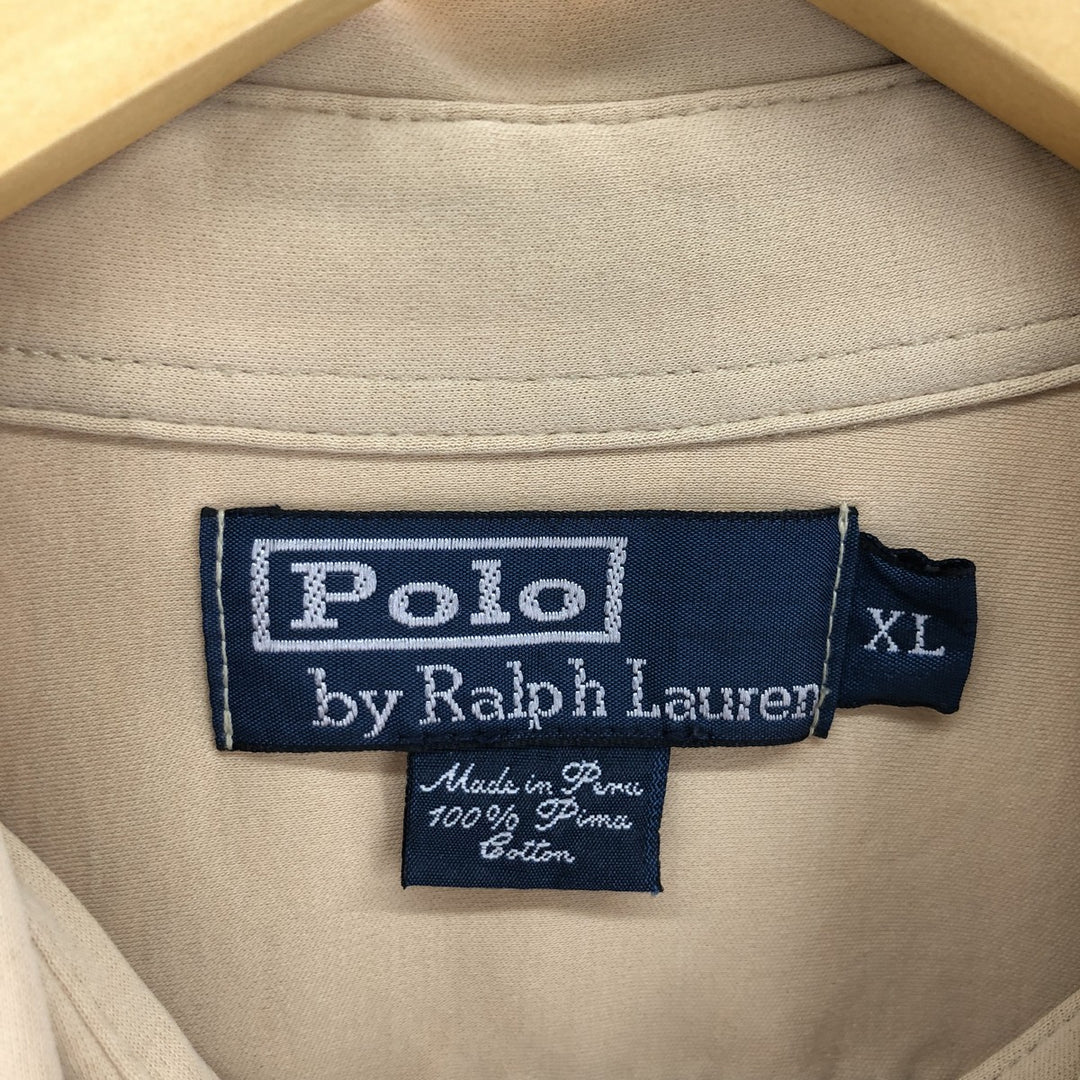 Polo
by Ralph Lauren
XL
Made in Peru
100% Pima
Cotton